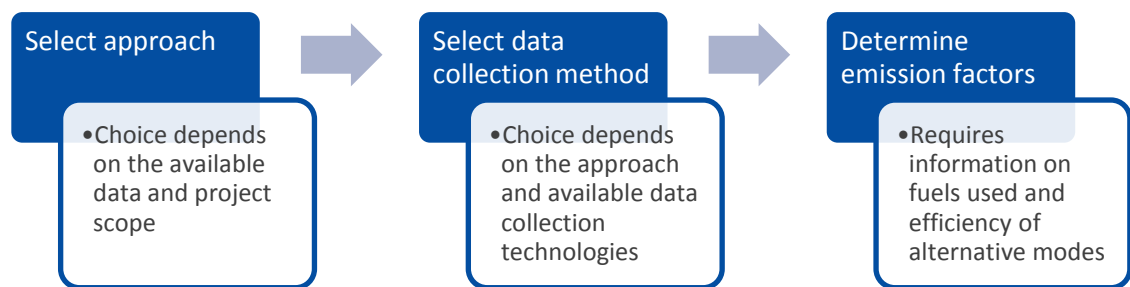 Select approach
•Choice depends
on the available
data and project
scope
Select data
collection method
•Choice depends
on the approach
and available data
collection
technologies
Determine
emission factors
•Requires
information on
fuels used and
efficiency of
alternative modes